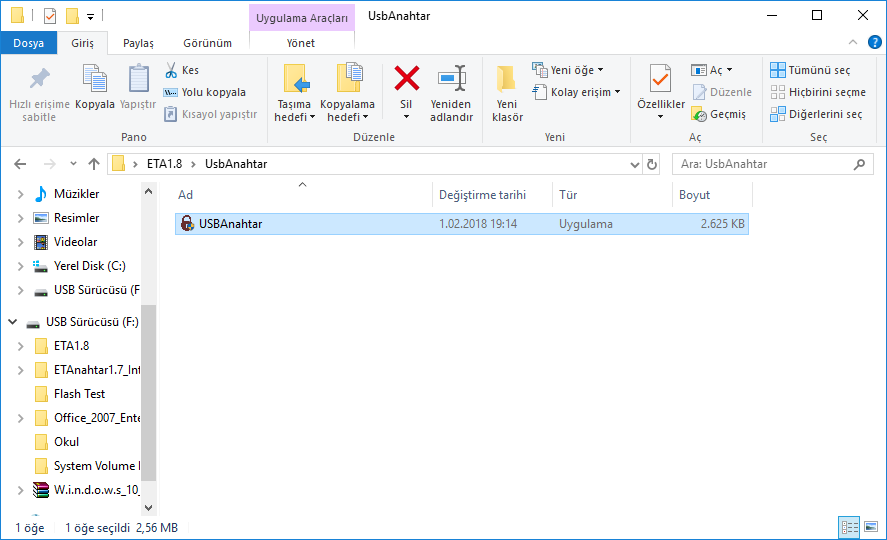 Uygulama Araçları
UsbAnahtar
Dosya
Giriş
Paylaş
Görünüm
Yönet
Hızlı erişime
sabitle
Kopyala
Yapıştır
Kes
Yolu kopyala
Kısayol yapıştır
Pano
Taşıma
hedefi
Kopyalama
hedefi
Sil
Yeniden
adlandır
Düzenle
Yeni
klasör
Yeni öğe
Kolay erişim
Yeni
Özellikler
Aç
Düzenle
Geçmiş
Aç
Tümünü seç
Hiçbirini seçme
Diğerlerini seç
Seç
ETA1.8 > UsbAnahtar
Ara: UsbAnahtar
Ad
Değiştirme tarihi
Tür
Boyut
USBAnahtar
1.02.2018 19:14
Uygulama
2.625 KB
Müzikler
Resimler
Videolar
Yerel Disk (C:)
USB Sürücüsü (F
USB Sürücüsü (F:)
ETA1.8
ETAnahtar1.7_Int
Flash Test
Office_2007_Ente
Okul
System Volume I
W.i.n.d.o.w.s_10_
1 öğe
1 öğe seçildi 2,56 MB